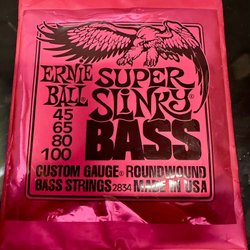 ERNIE BALL
SUPER SLINKY
45
65
80
100
BASS
CUSTOM GAUGE® ROUNDWOUND
BASS STRINGS 2834 MADE IN USA